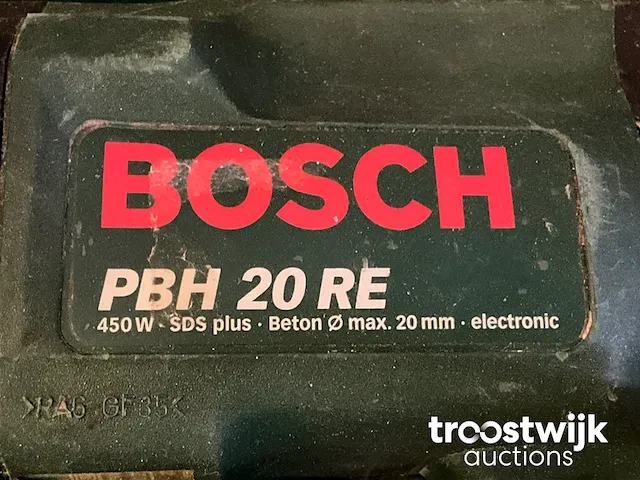 BOSCH
PBH 20 RE
450 W · SDS plus · Beton Ø max. 20 mm · electronic
>PA6 GF35<
troostwijk
auctions